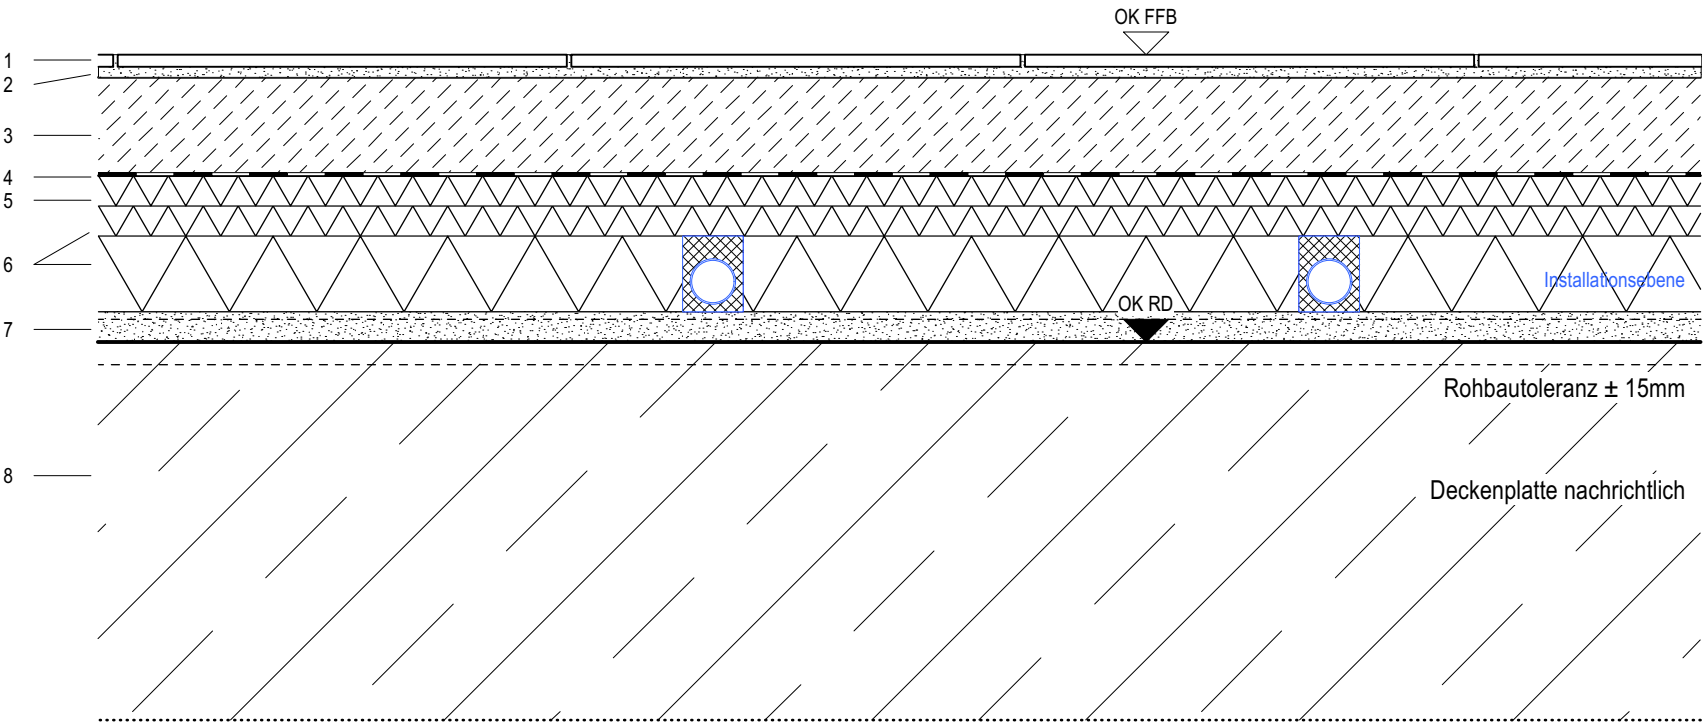 OK FFB
1
2
3
4
5
6
Installationsebene
OK RD
7
Rohbautoleranz ± 15mm
8
Deckenplatte nachrichtlich